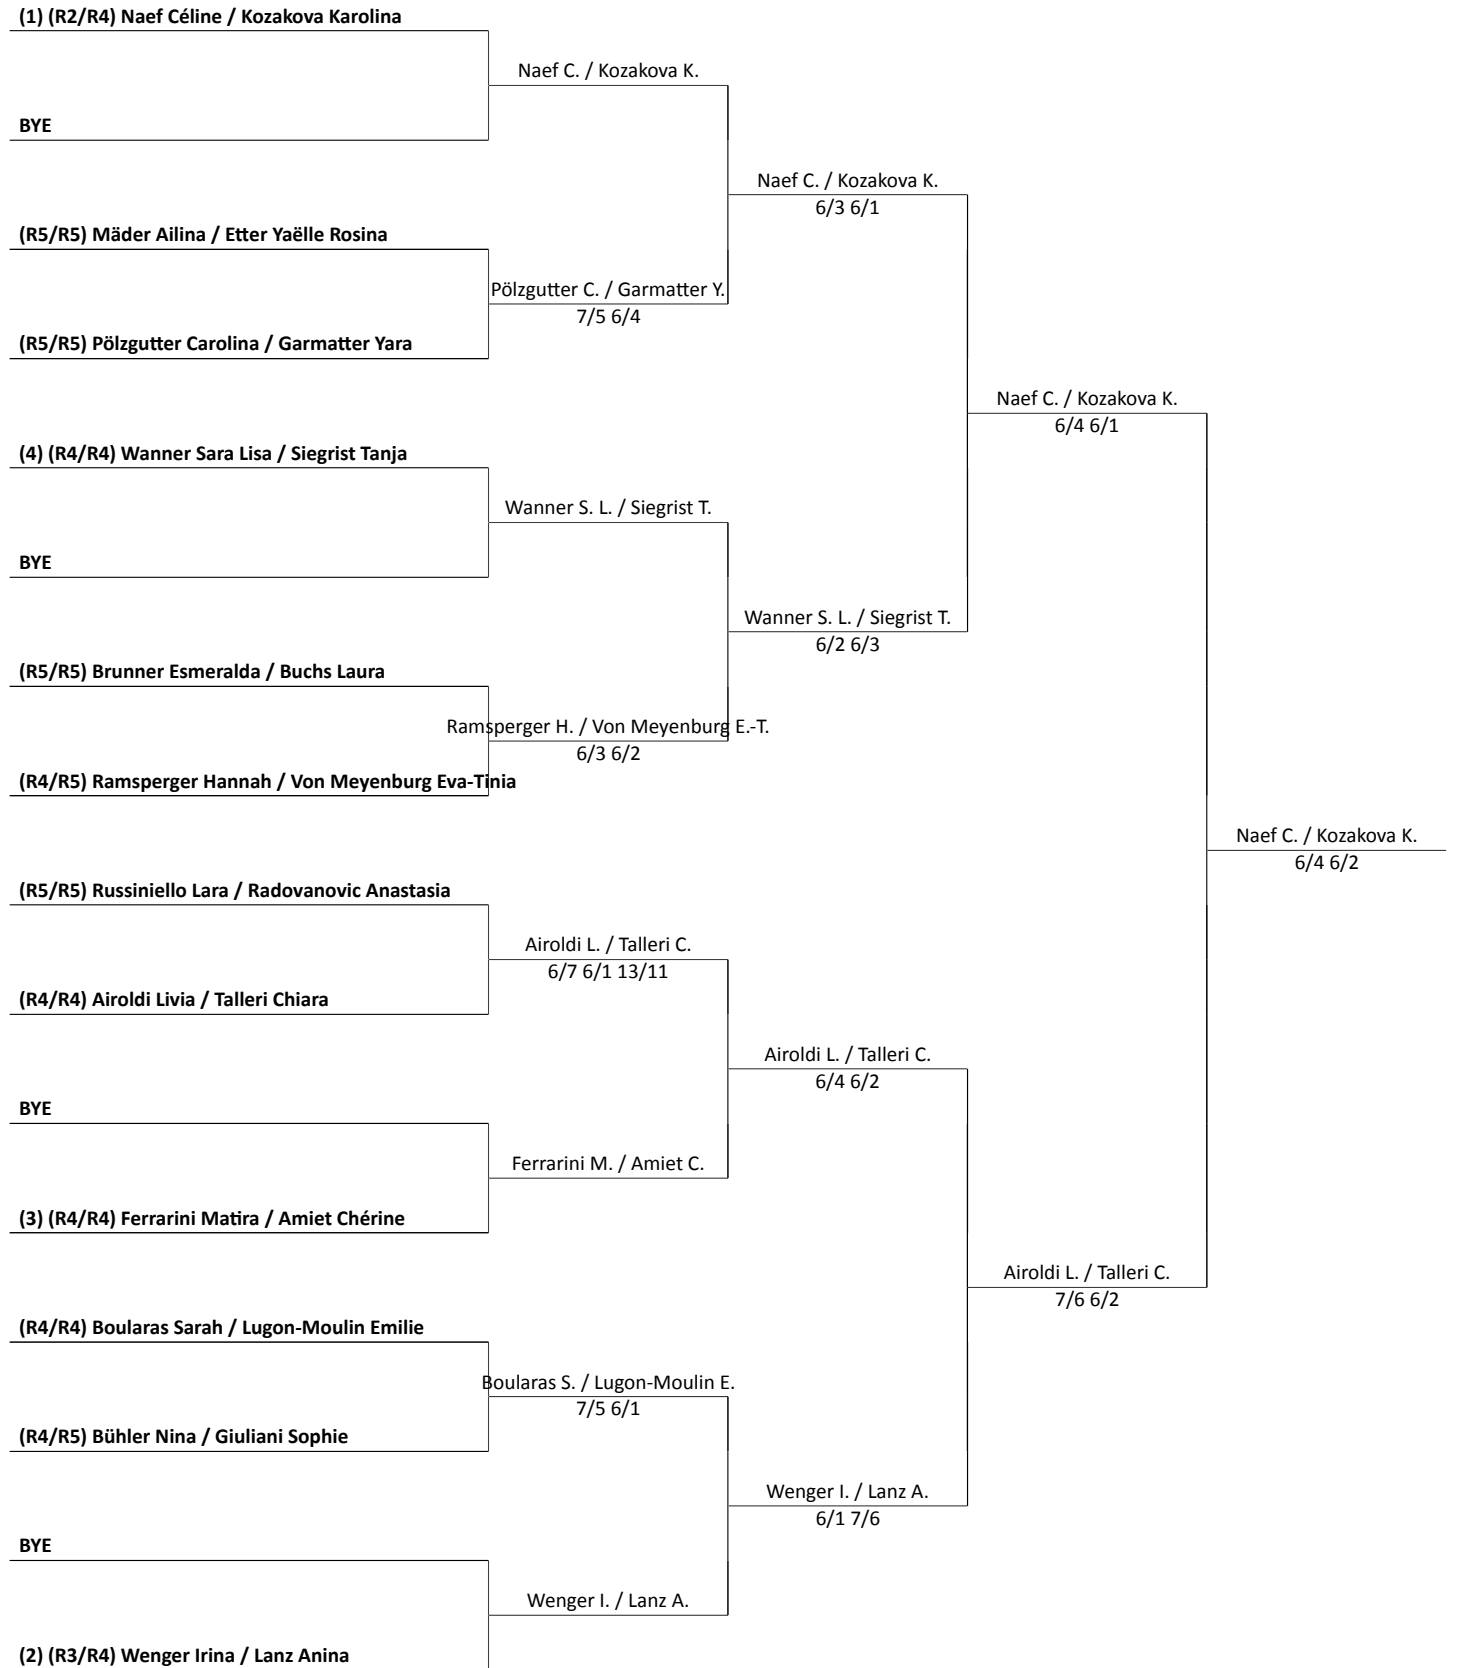 (1) (R2/R4) Naef Céline / Kozakova Karolina
Naef C. / Kozakova K.
BYE
Naef C. / Kozakova K.
6/3 6/1
(R5/R5) Mäder Ailina / Etter Yaëlle Rosina
Pölzgutter C. / Garmatter Y.
7/5 6/4
(R5/R5) Pölzgutter Carolina / Garmatter Yara
Naef C. / Kozakova K.
6/4 6/1
(4) (R4/R4) Wanner Sara Lisa / Siegrist Tanja
Wanner S. L. / Siegrist T.
BYE
Wanner S. L. / Siegrist T.
6/2 6/3
(R5/R5) Brunner Esmeralda / Buchs Laura
Ramsperger H. / Von Meyenburg E.-T.
6/3 6/2
(R4/R5) Ramsperger Hannah / Von Meyenburg Eva-Tinia
Naef C. / Kozakova K.
6/4 6/2
(R5/R5) Russiniello Lara / Radovanovic Anastasia
Airoldi L. / Talleri C.
6/7 6/1 13/11
(R4/R4) Airoldi Livia / Talleri Chiara
Airoldi L. / Talleri C.
6/4 6/2
BYE
Ferrarini M. / Amiet C.
(3) (R4/R4) Ferrarini Matira / Amiet Chérine
Airoldi L. / Talleri C.
7/6 6/2
(R4/R4) Boularas Sarah / Lugon-Moulin Emilie
Boularas S. / Lugon-Moulin E.
7/5 6/1
(R4/R5) Bühler Nina / Giuliani Sophie
Wenger I. / Lanz A.
6/1 7/6
BYE
Wenger I. / Lanz A.
(2) (R3/R4) Wenger Irina / Lanz Anina